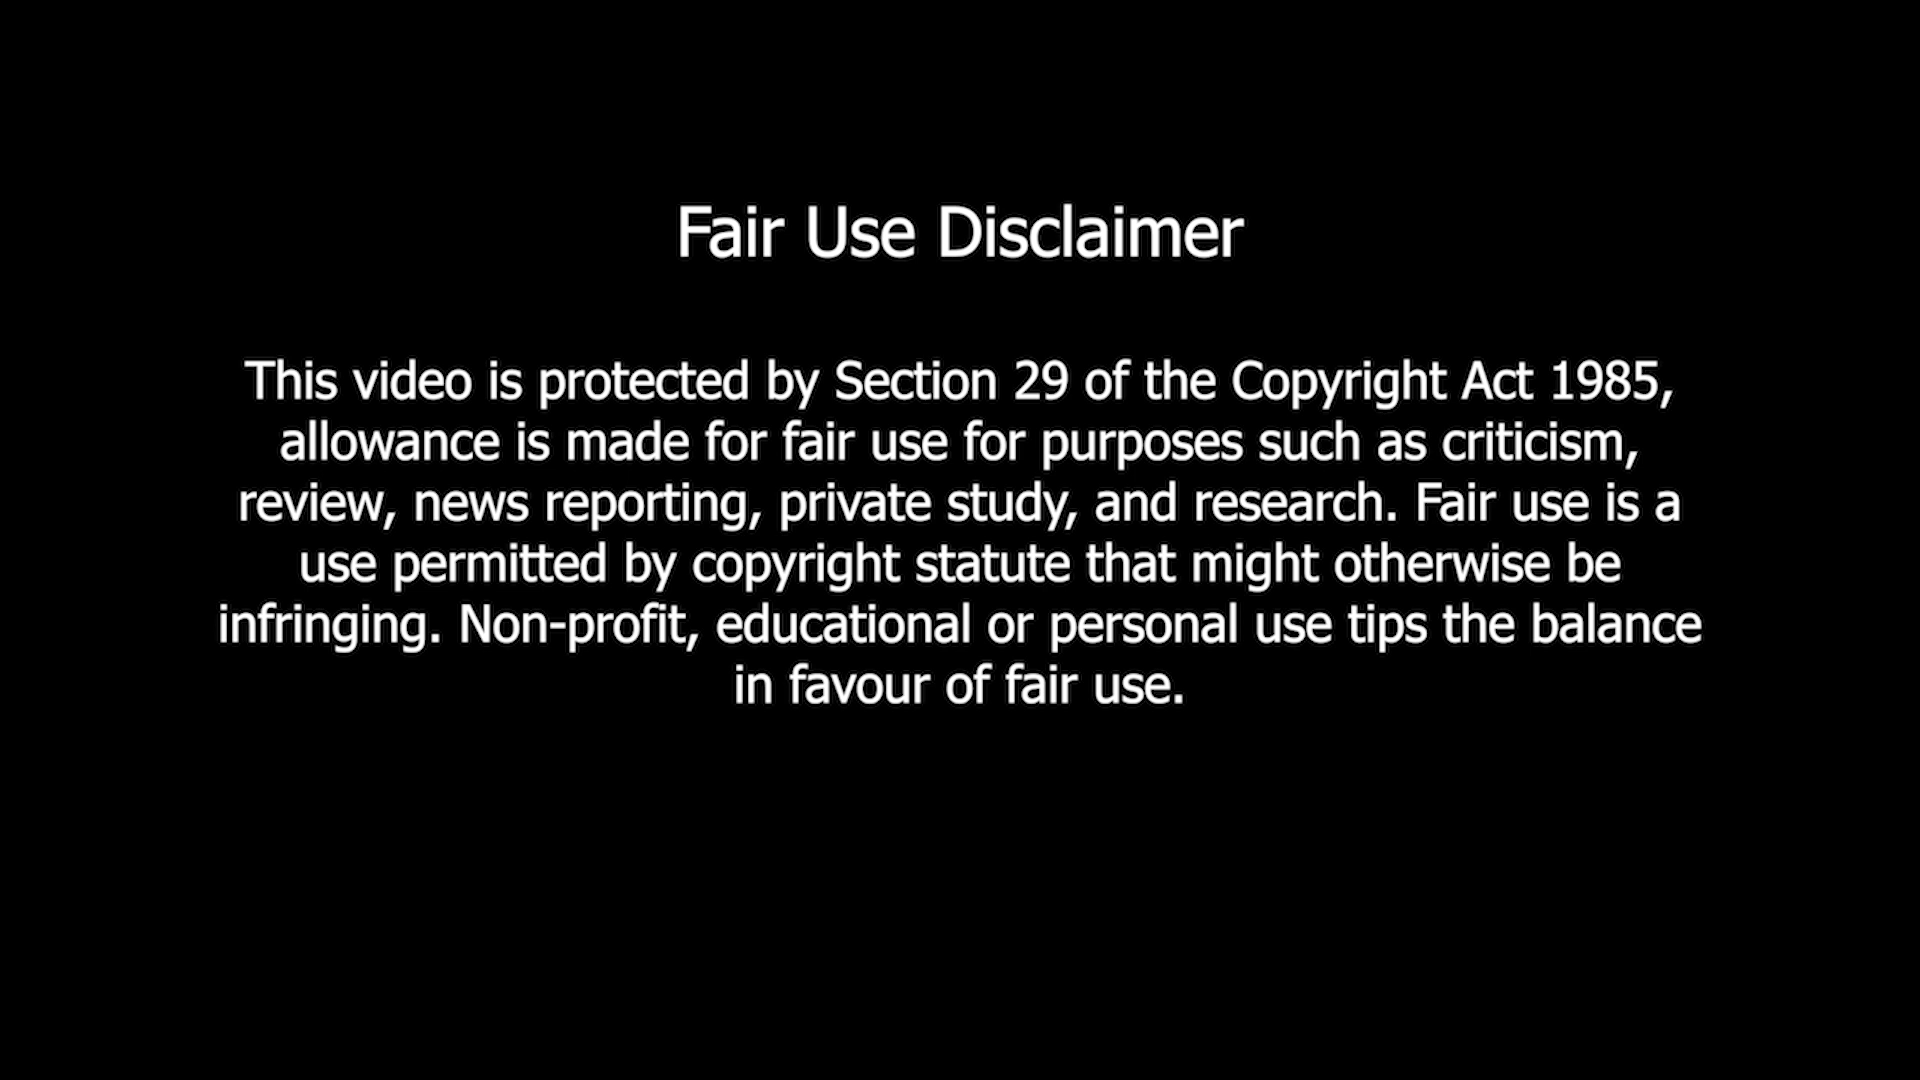 Fair Use Disclaimer
This video is protected by Section 29 of the Copyright Act 1985,
allowance is made for fair use for purposes such as criticism,
review, news reporting, private study, and research. Fair use is a
use permitted by copyright statute that might otherwise be
infringing. Non-profit, educational or personal use tips the balance
in favour of fair use.